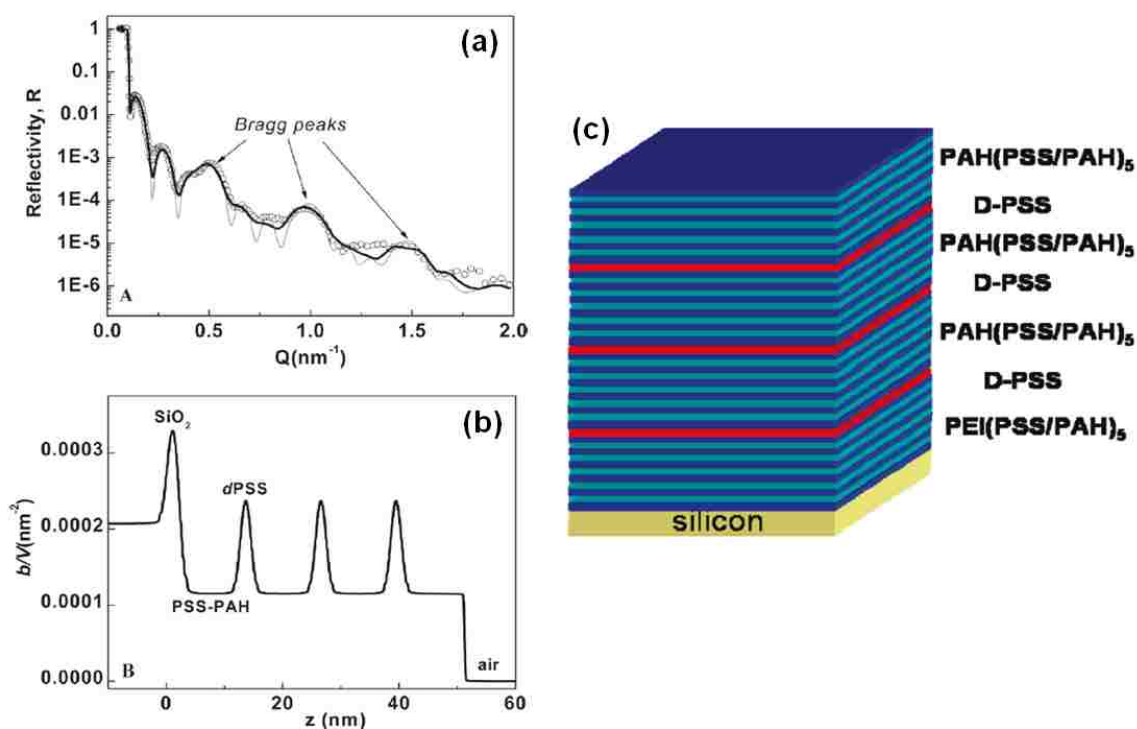 (a)
1
0.1
0.01
1E-3
1E-4
1E-5
1E-6
Reflectivity, R
Bragg peaks
A
0.0
0.5
1.0
1.5
2.0
Q(nm⁻¹)
(b)
SiO₂
0.0003
0.0002
0.0001
0.0000
b/V(nm⁻²)
dPSS
PSS-PAH
air
B
0
20
40
60
z (nm)
(c)
PAH(PSS/PAH)₅
D-PSS
PAH(PSS/PAH)₅
D-PSS
PAH(PSS/PAH)₅
D-PSS
PEI(PSS/PAH)₅
silicon